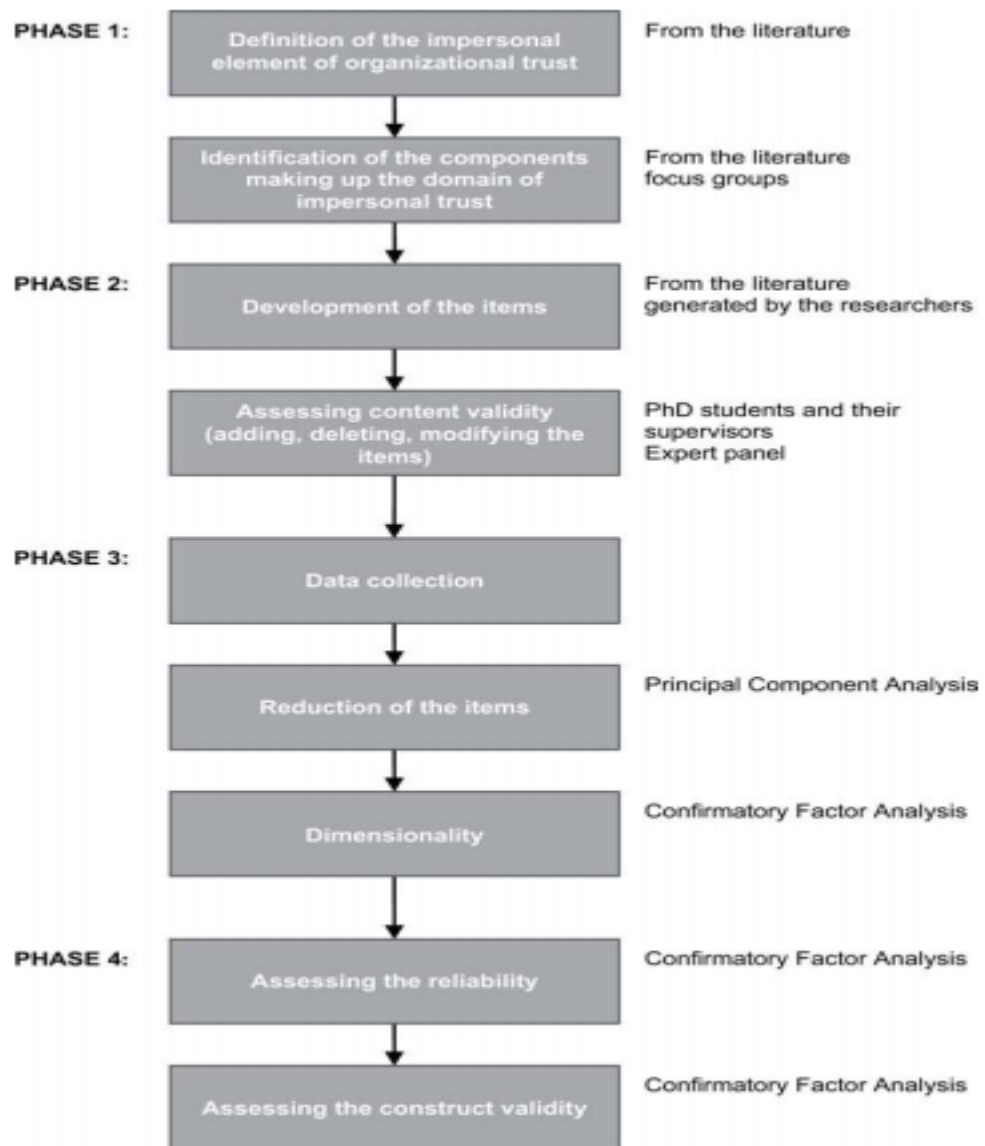 PHASE 1:
Definition of the impersonal
element of organizational trust
From the literature
Identification of the components
making up the domain of
impersonal trust
From the literature
focus groups
PHASE 2:
Development of the items
From the literature
generated by the researchers
Assessing content validity
(adding, deleting, modifying the
items)
PhD students and their
supervisors
Expert panel
PHASE 3:
Data collection
Reduction of the items
Principal Component Analysis
Dimensionality
Confirmatory Factor Analysis
PHASE 4:
Assessing the reliability
Confirmatory Factor Analysis
Assessing the construct validity
Confirmatory Factor Analysis